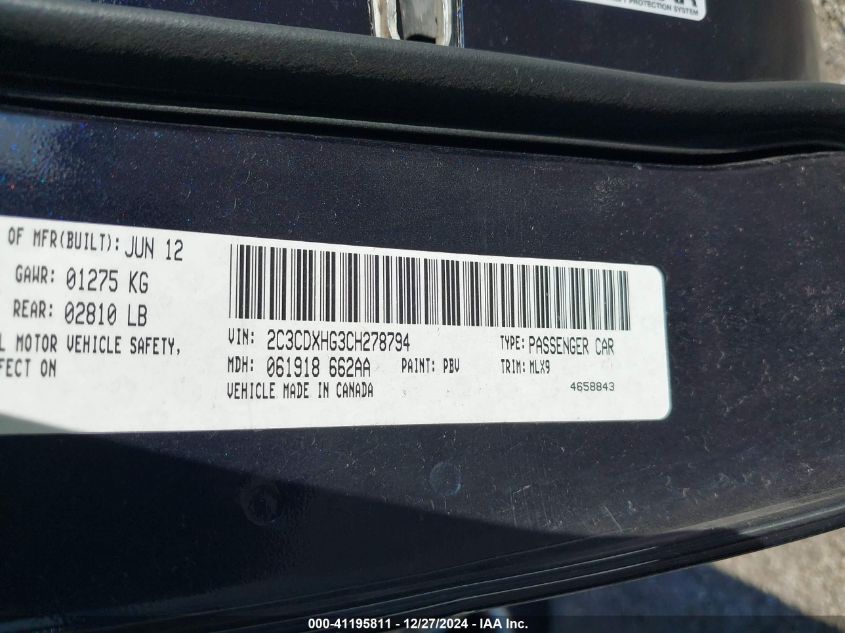 PROTECTION SYSTEM
OF MFR(BUILT): JUN 12
GAWR: 01275 KG
REAR: 02810 LB
MOTOR VEHICLE SAFETY,
ON
VIN: 2C3CDXHG3CH278794
TYPE: PASSENGER CAR
MDH: 061918 662AA
PAINT: PBV
TRIM: MLX9
VEHICLE MADE IN CANADA
4658843
000-41195811 - 12/27/2024 - IAA Inc.